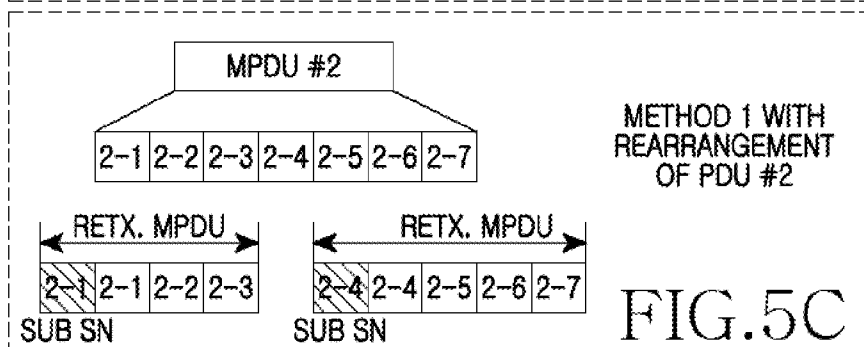 MPDU #2
2-1 2-2 2-3 2-4 2-5 2-6 2-7
METHOD 1 WITH
REARRANGEMENT
OF PDU #2
RETX. MPDU
RETX. MPDU
2-1 2-1 2-2 2-3
2-4 2-4 2-5 2-6 2-7
SUB SN
SUB SN
FIG.5C